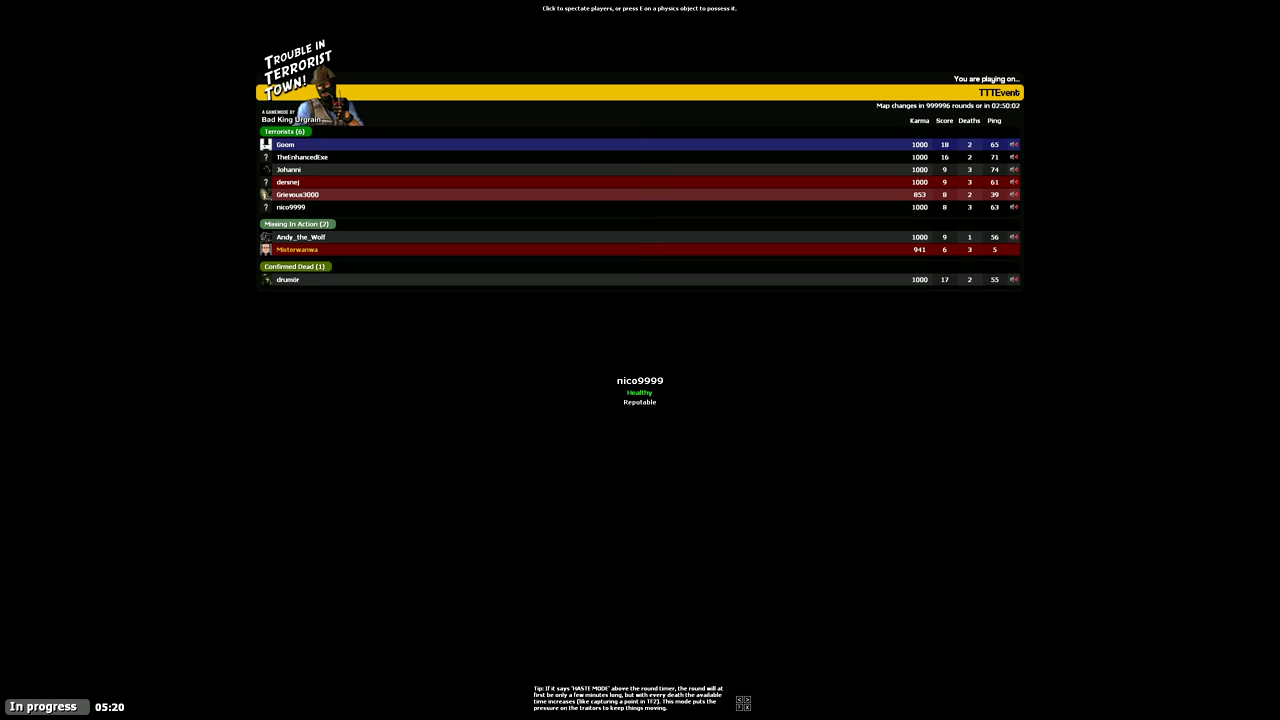 Click to spectate players, or press E on a physics object to possess it.
TROUBLE IN
TERRORIST
TOWN!
You are playing on...
TTTEvent
A GAMEMODE BY
Bad King Urgrain
Map changes in 999996 rounds or in 02:50:02
Karma Score Deaths Ping
Terrorists (6)
Goom 1000 18 2 65
? TheEnhancedExe 1000 16 2 71
Johanni 1000 9 3 74
? dersnej 1000 9 3 61
Grievous3000 853 8 2 39
? nico9999 1000 8 3 63
Missing In Action (2)
Andy_the_Wolf 1000 9 1 56
Misterwanwa 941 6 3 5
Confirmed Dead (1)
drumör 1000 17 2 55
nico9999
Healthy
Reputable
Tip: If it says 'HASTE MODE' above the round timer, the round will at
first be only a few minutes long, but with every death the available
time increases (like capturing a point in TF2). This mode puts the
pressure on the traitors to keep things moving.
< >
? X
In progress 05:20